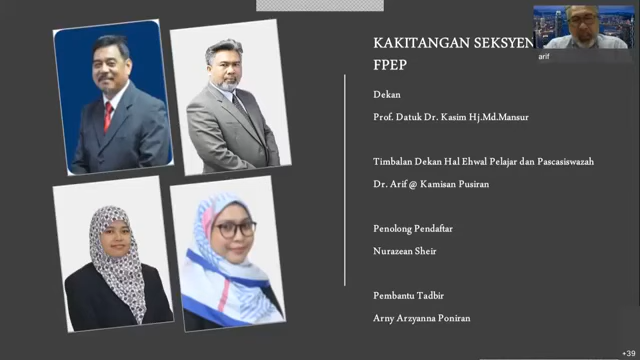 KAKITANGAN SEKSYEN
FPEP
Dekan
Prof. Datuk Dr. Kasim Hj.Md.Mansur
Timbalan Dekan Hal Ehwal Pelajar dan Pascasiswazah
Dr. Arif @ Kamisan Pusiran
Penolong Pendaftar
Nurazean Sheir
Pembantu Tadbir
Arny Arzyanna Poniran
arif
+39